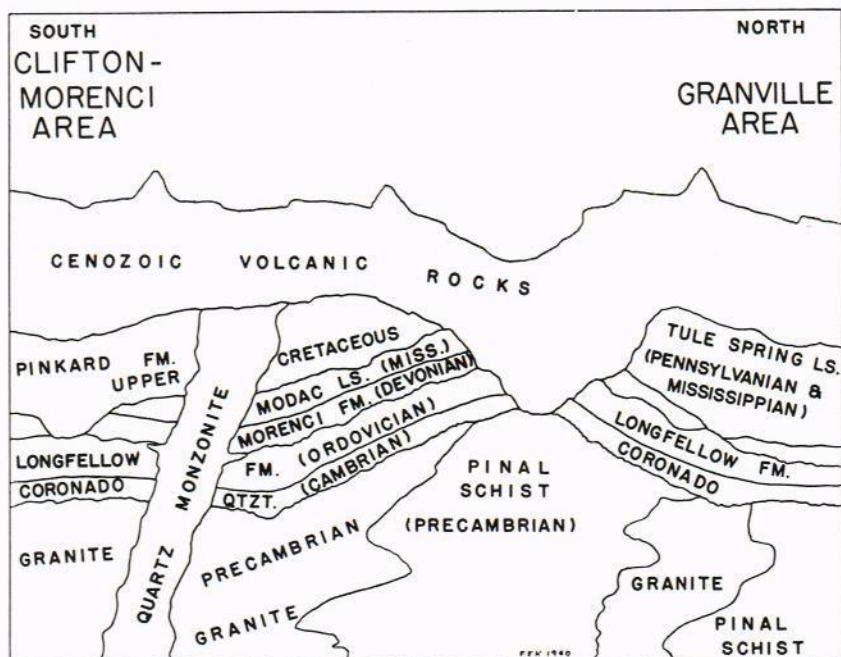 SOUTH
CLIFTON-
MORENCI
AREA
NORTH
GRANVILLE
AREA
CENOZOIC VOLCANIC ROCKS
PINKARD FM.
UPPER
CRETACEOUS
MODAC LS. (MISS.)
MORENCI FM. (DEVONIAN)
LONGFELLOW
FM. (ORDOVICIAN)
CORONADO
QTZT. (CAMBRIAN)
GRANITE
QUARTZ MONZONITE
PRECAMBRIAN
GRANITE
PINAL
SCHIST
(PRECAMBRIAN)
TULE SPRING LS.
(PENNSYLVANIAN &
MISSISSIPPIAN)
LONGFELLOW FM.
CORONADO
GRANITE
PINAL
SCHIST
1940